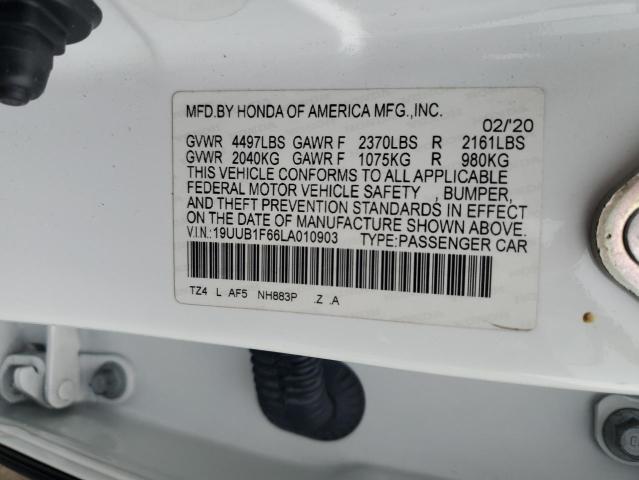 MFD.BY HONDA OF AMERICA MFG.,INC.
02/'20
GVWR 4497LBS GAWR F 2370LBS R 2161LBS
GVWR 2040KG GAWR F 1075KG R 980KG
THIS VEHICLE CONFORMS TO ALL APPLICABLE
FEDERAL MOTOR VEHICLE SAFETY , BUMPER,
AND THEFT PREVENTION STANDARDS IN EFFECT
ON THE DATE OF MANUFACTURE SHOWN ABOVE.
V.I.N.:19UUB1F66LA010903 TYPE:PASSENGER CAR
TZ4 L AF5 NH883P .Z .A